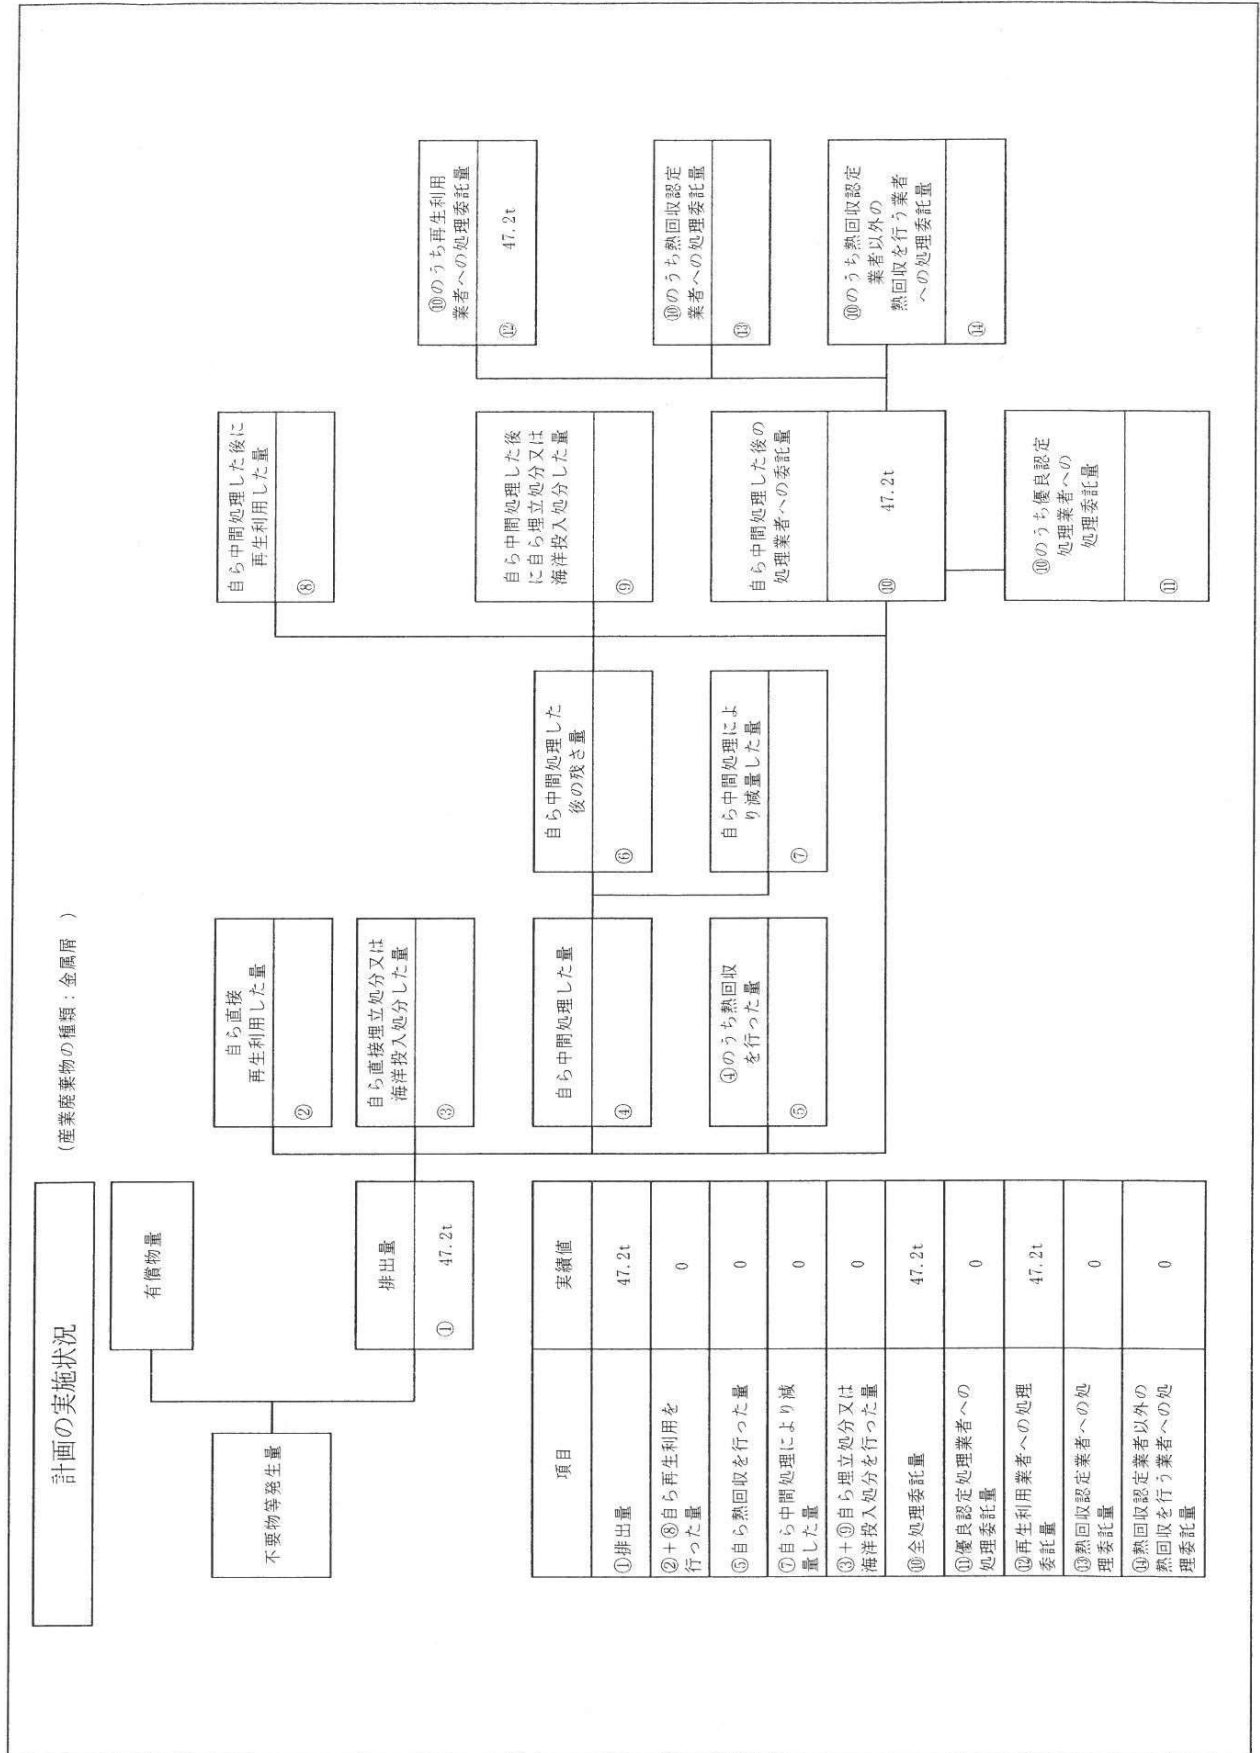 計画の実施状況
(産業廃棄物の種類：金属屑 )
不要物等発生量
有償物量
排出量
① 47.2t
自ら直接
再生利用した量
②
自ら直接埋立処分又は
海洋投入処分した量
③
自ら中間処理した量
④
④のうち熱回収
を行った量
⑤
自ら中間処理した
後の残さ量
⑥
自ら中間処理によ
り減量した量
⑦
自ら中間処理した後に
再生利用した量
⑧
自ら中間処理した後
に自ら埋立処分又は
海洋投入処分した量
⑨
自ら中間処理した後の
処理業者への委託量
⑩ 47.2t
⑩のうち優良認定
処理業者への
処理委託量
⑪
⑩のうち再生利用
業者への処理委託量
⑫ 47.2t
⑩のうち熱回収認定
業者への処理委託量
⑬
⑩のうち熱回収認定
業者以外の
熱回収を行う業者
への処理委託量
⑭
項目 実績値
①排出量 47.2t
②＋⑧自ら再生利用を
行った量 0
⑤自ら熱回収を行った量 0
⑦自ら中間処理により減
量した量 0
③＋⑨自ら埋立処分又は
海洋投入処分を行った量 0
⑩全処理委託量 47.2t
⑪優良認定処理業者への
処理委託量 0
⑫再生利用業者への処理
委託量 47.2t
⑬熱回収認定業者への処
理委託量 0
⑭熱回収認定業者以外の
熱回収を行う業者への処
理委託量 0